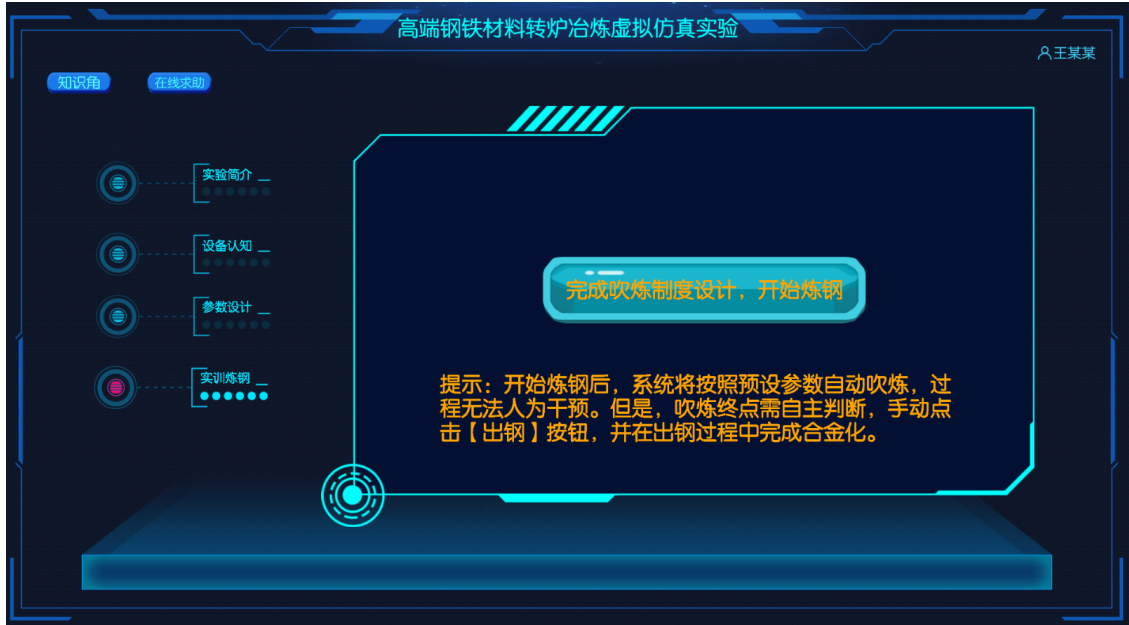 高端钢铁材料转炉冶炼虚拟仿真实验
王某某
知识角
在线求助
实验简介
设备认知
参数设计
实训炼钢
完成吹炼制度设计，开始炼钢
提示：开始炼钢后，系统将按照预设参数自动吹炼，过
程无法人为干预。但是，吹炼终点需自主判断，手动点
击【出钢】按钮，并在出钢过程中完成合金化。